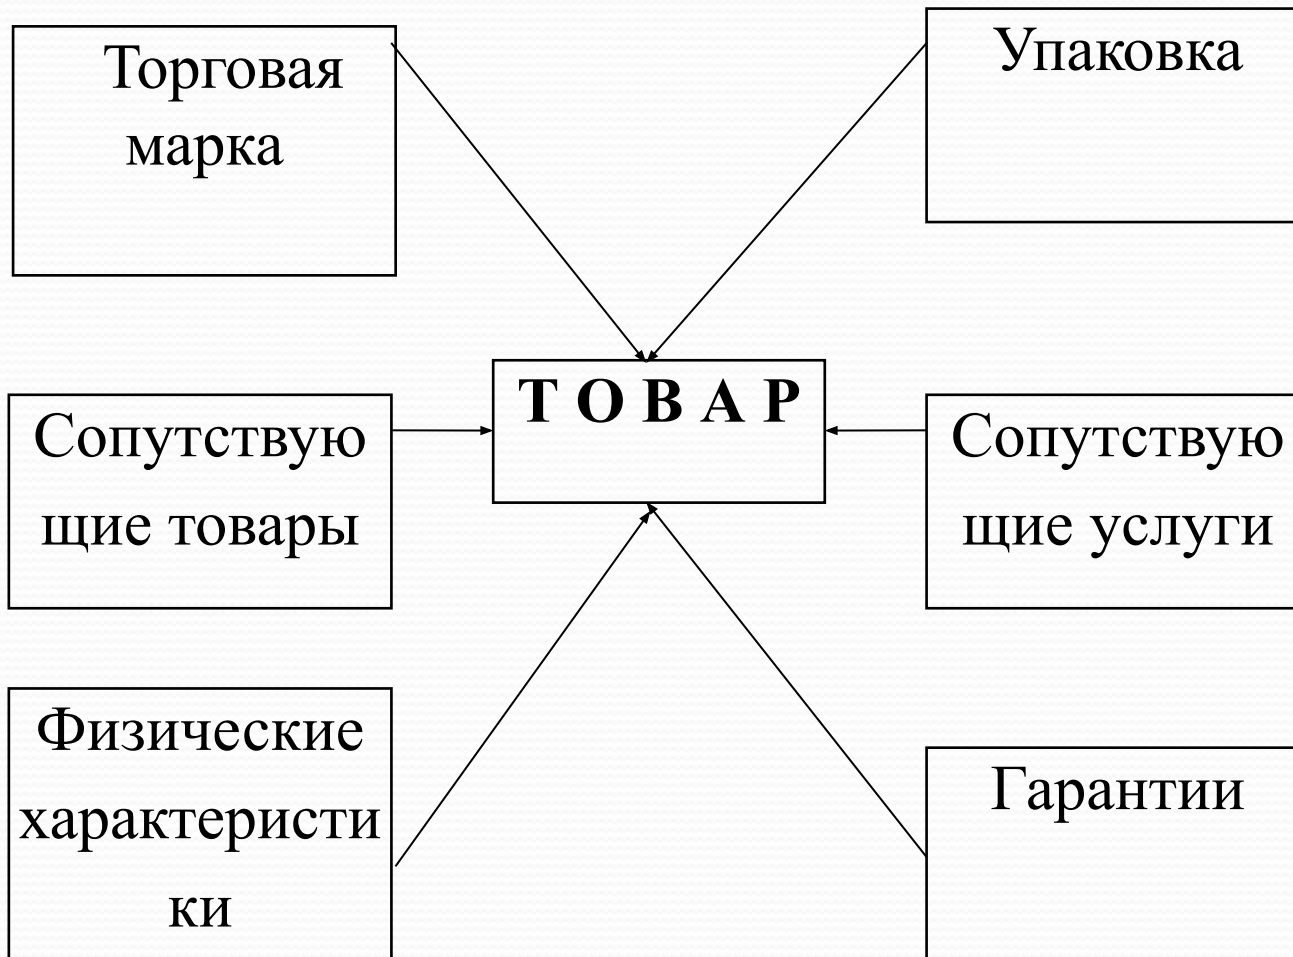 Торговая
марка
Упаковка
Т О В А Р
Сопутствую
щие товары
Сопутствую
щие услуги
Физические
характеристи
ки
Гарантии